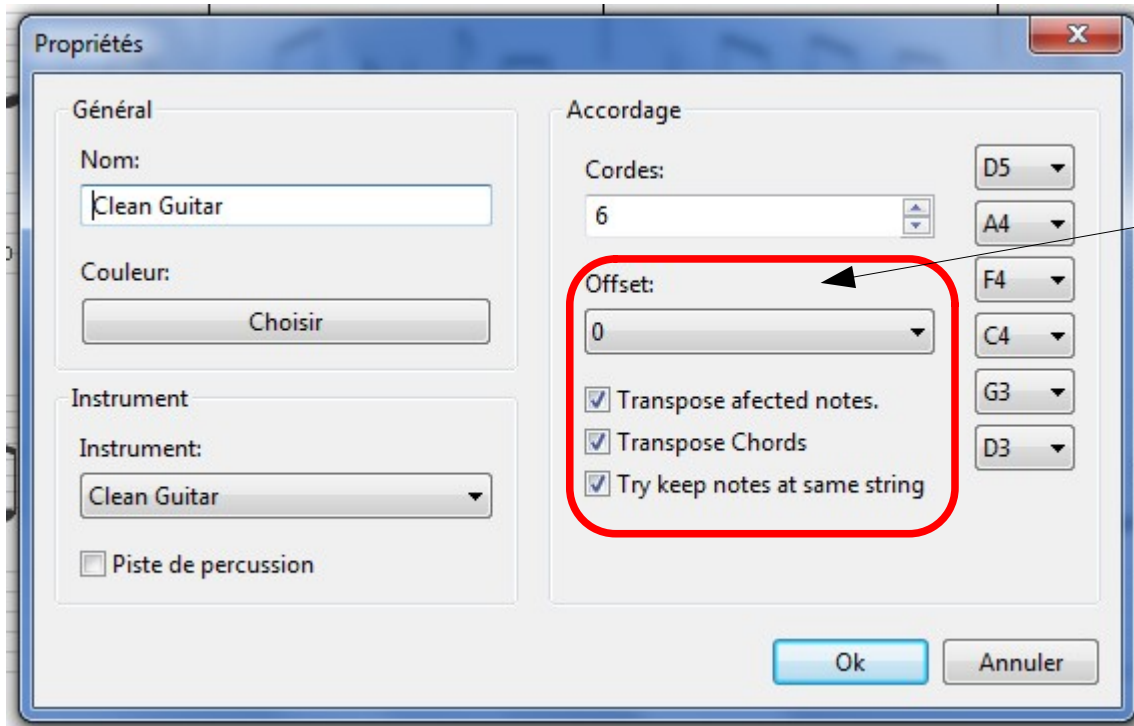 Propriétés
Général
Nom:
Clean Guitar
Couleur:
Choisir
Instrument
Instrument:
Clean Guitar
Piste de percussion
Accordage
Cordes:
6
Offset:
0
Transpose afected notes.
Transpose Chords
Try keep notes at same string
D5
A4
F4
C4
G3
D3
Ok
Annuler